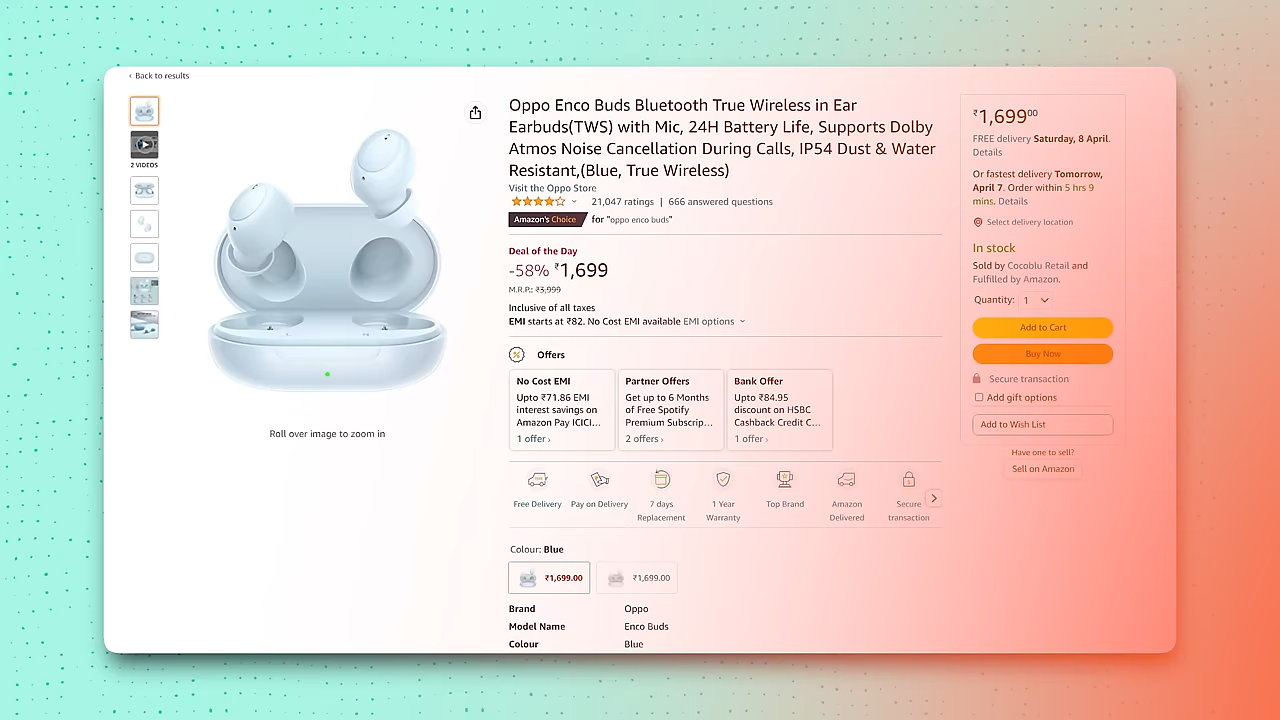 ‹ Back to results
2 VIDEOS
Roll over image to zoom in
Oppo Enco Buds Bluetooth True Wireless in Ear
Earbuds(TWS) with Mic, 24H Battery Life, Supports Dolby
Atmos Noise Cancellation During Calls, IP54 Dust & Water
Resistant,(Blue, True Wireless)
Visit the Oppo Store
21,047 ratings | 666 answered questions
Amazon's Choice for "oppo enco buds"
Deal of the Day
-58% ₹1,699
M.R.P.: ₹3,999
Inclusive of all taxes
EMI starts at ₹82. No Cost EMI available EMI options
Offers
No Cost EMI
Upto ₹71.86 EMI
interest savings on
Amazon Pay ICICI…
1 offer ›
Partner Offers
Get up to 6 Months
of Free Spotify
Premium Subscrip…
2 offers ›
Bank Offer
Upto ₹84.95
discount on HSBC
Cashback Credit C…
1 offer ›
Free Delivery
Pay on Delivery
7 days
Replacement
1 Year
Warranty
Top Brand
Amazon
Delivered
Secure
transaction
Colour: Blue
₹1,699.00
₹1,699.00
Brand Oppo
Model Name Enco Buds
Colour Blue
₹1,69900
FREE delivery Saturday, 8 April.
Details
Or fastest delivery Tomorrow,
April 7. Order within 5 hrs 9
mins. Details
Select delivery location
In stock
Sold by Cocoblu Retail and
Fulfilled by Amazon.
Quantity: 1
Add to Cart
Buy Now
Secure transaction
Add gift options
Add to Wish List
Have one to sell?
Sell on Amazon